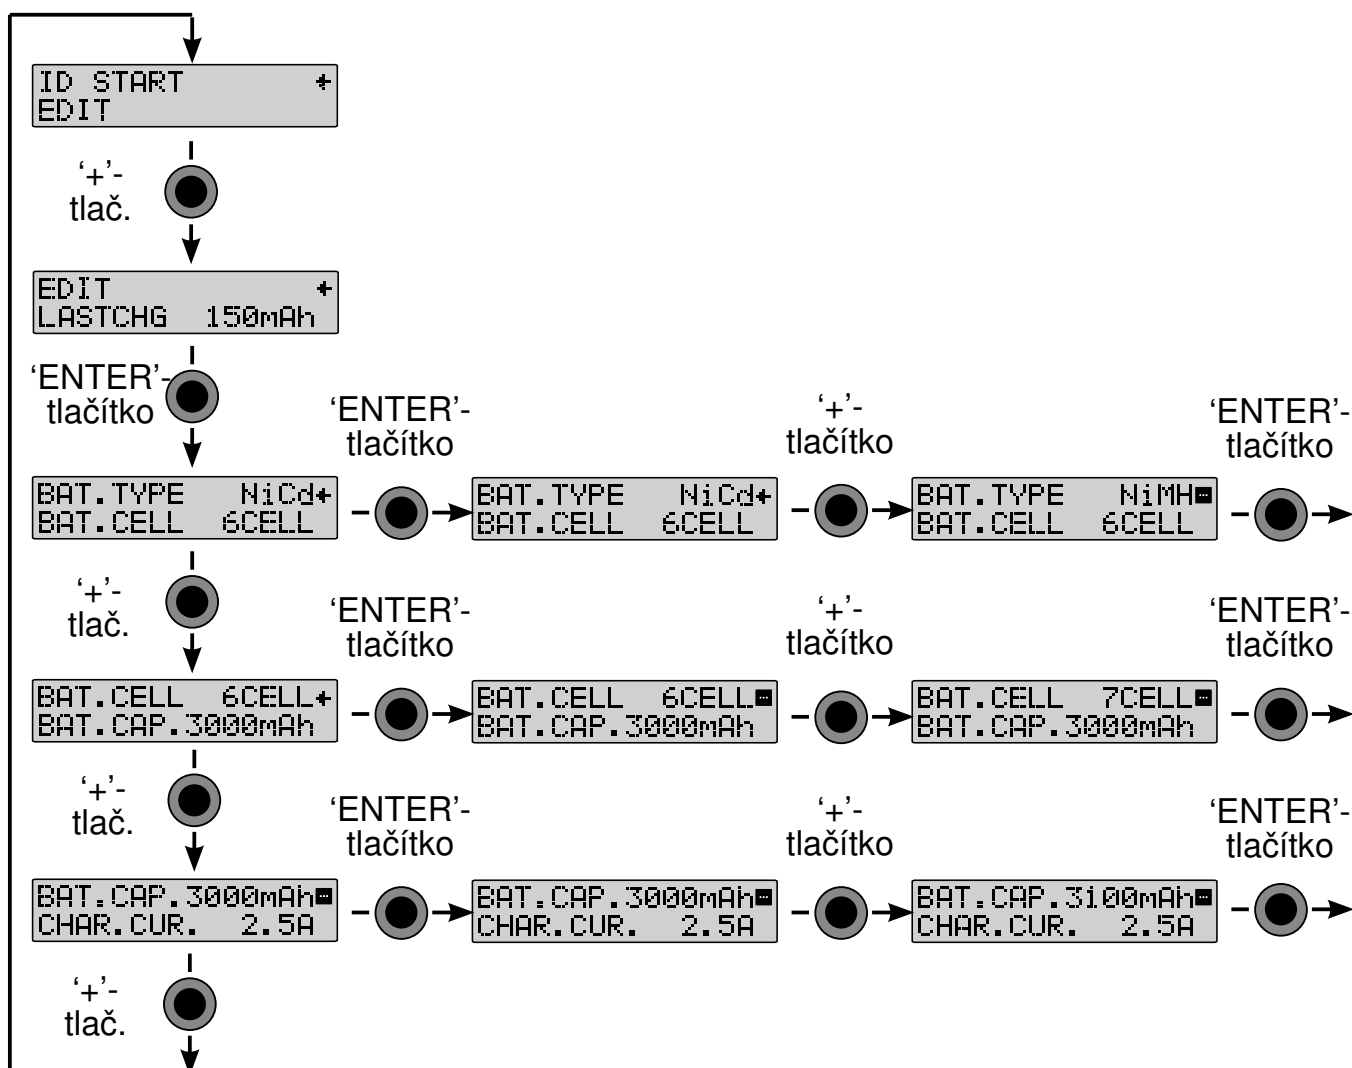 ID START
EDIT
‘+’-
tlač.
EDIT
LASTCHG 150mAh
‘ENTER’-
tlačítko
‘ENTER’-
tlačítko
‘+’-
tlačítko
‘ENTER’-
tlačítko
BAT.TYPE NiCd
BAT.CELL 6CELL
BAT.TYPE NiCd
BAT.CELL 6CELL
BAT.TYPE NiMH
BAT.CELL 6CELL
‘+’-
tlač.
‘ENTER’-
tlačítko
‘+’-
tlačítko
‘ENTER’-
tlačítko
BAT.CELL 6CELL
BAT.CAP.3000mAh
BAT.CELL 6CELL
BAT.CAP.3000mAh
BAT.CELL 7CELL
BAT.CAP.3000mAh
‘+’-
tlač.
‘ENTER’-
tlačítko
‘+’-
tlačítko
‘ENTER’-
tlačítko
BAT.CAP.3000mAh
CHAR.CUR. 2.5A
BAT.CAP.3000mAh
CHAR.CUR. 2.5A
BAT.CAP.3100mAh
CHAR.CUR. 2.5A
‘+’-
tlač.